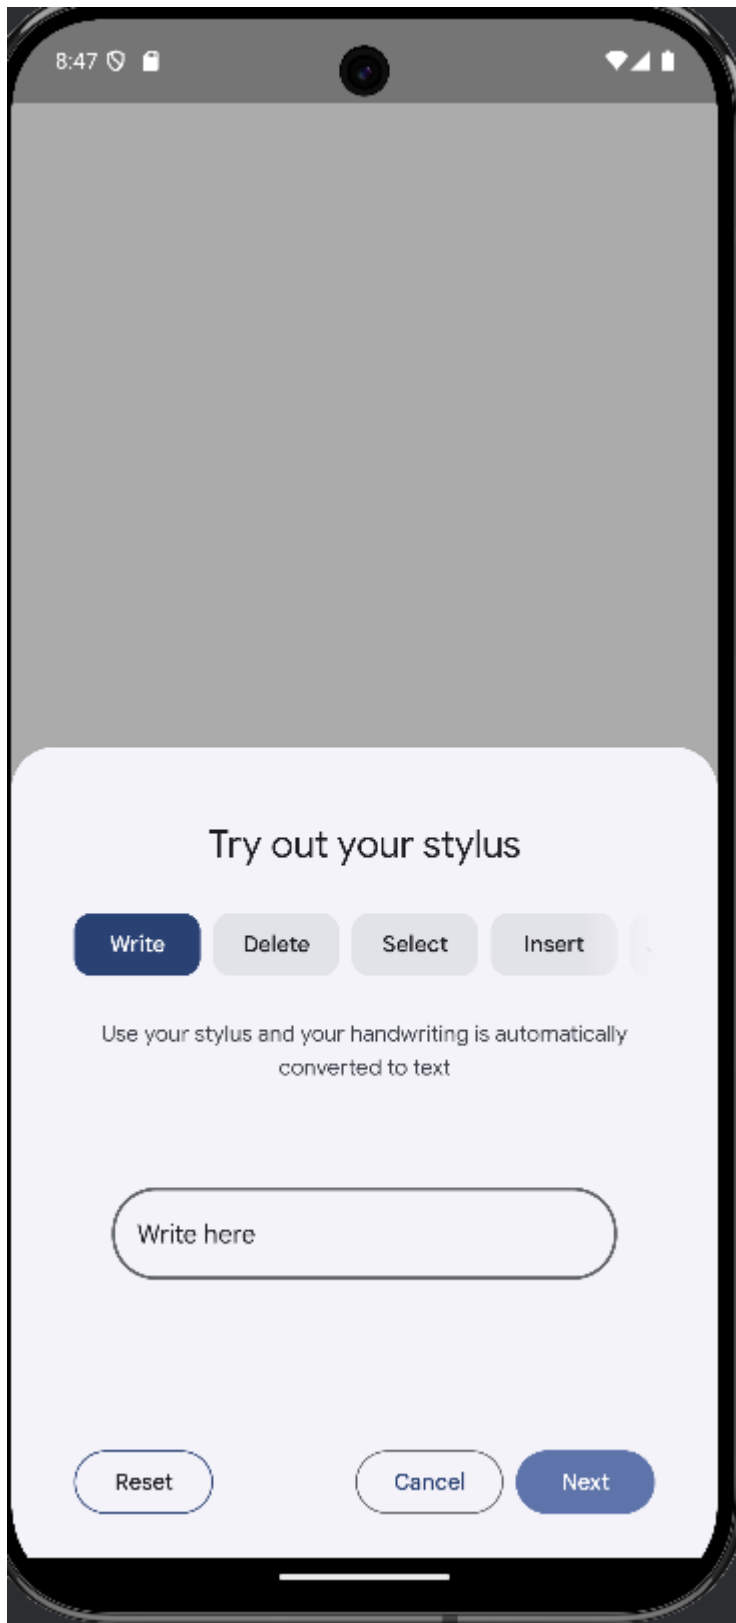 8:47
Try out your stylus
Write Delete Select Insert
Use your stylus and your handwriting is automatically
converted to text
Write here
Reset Cancel Next